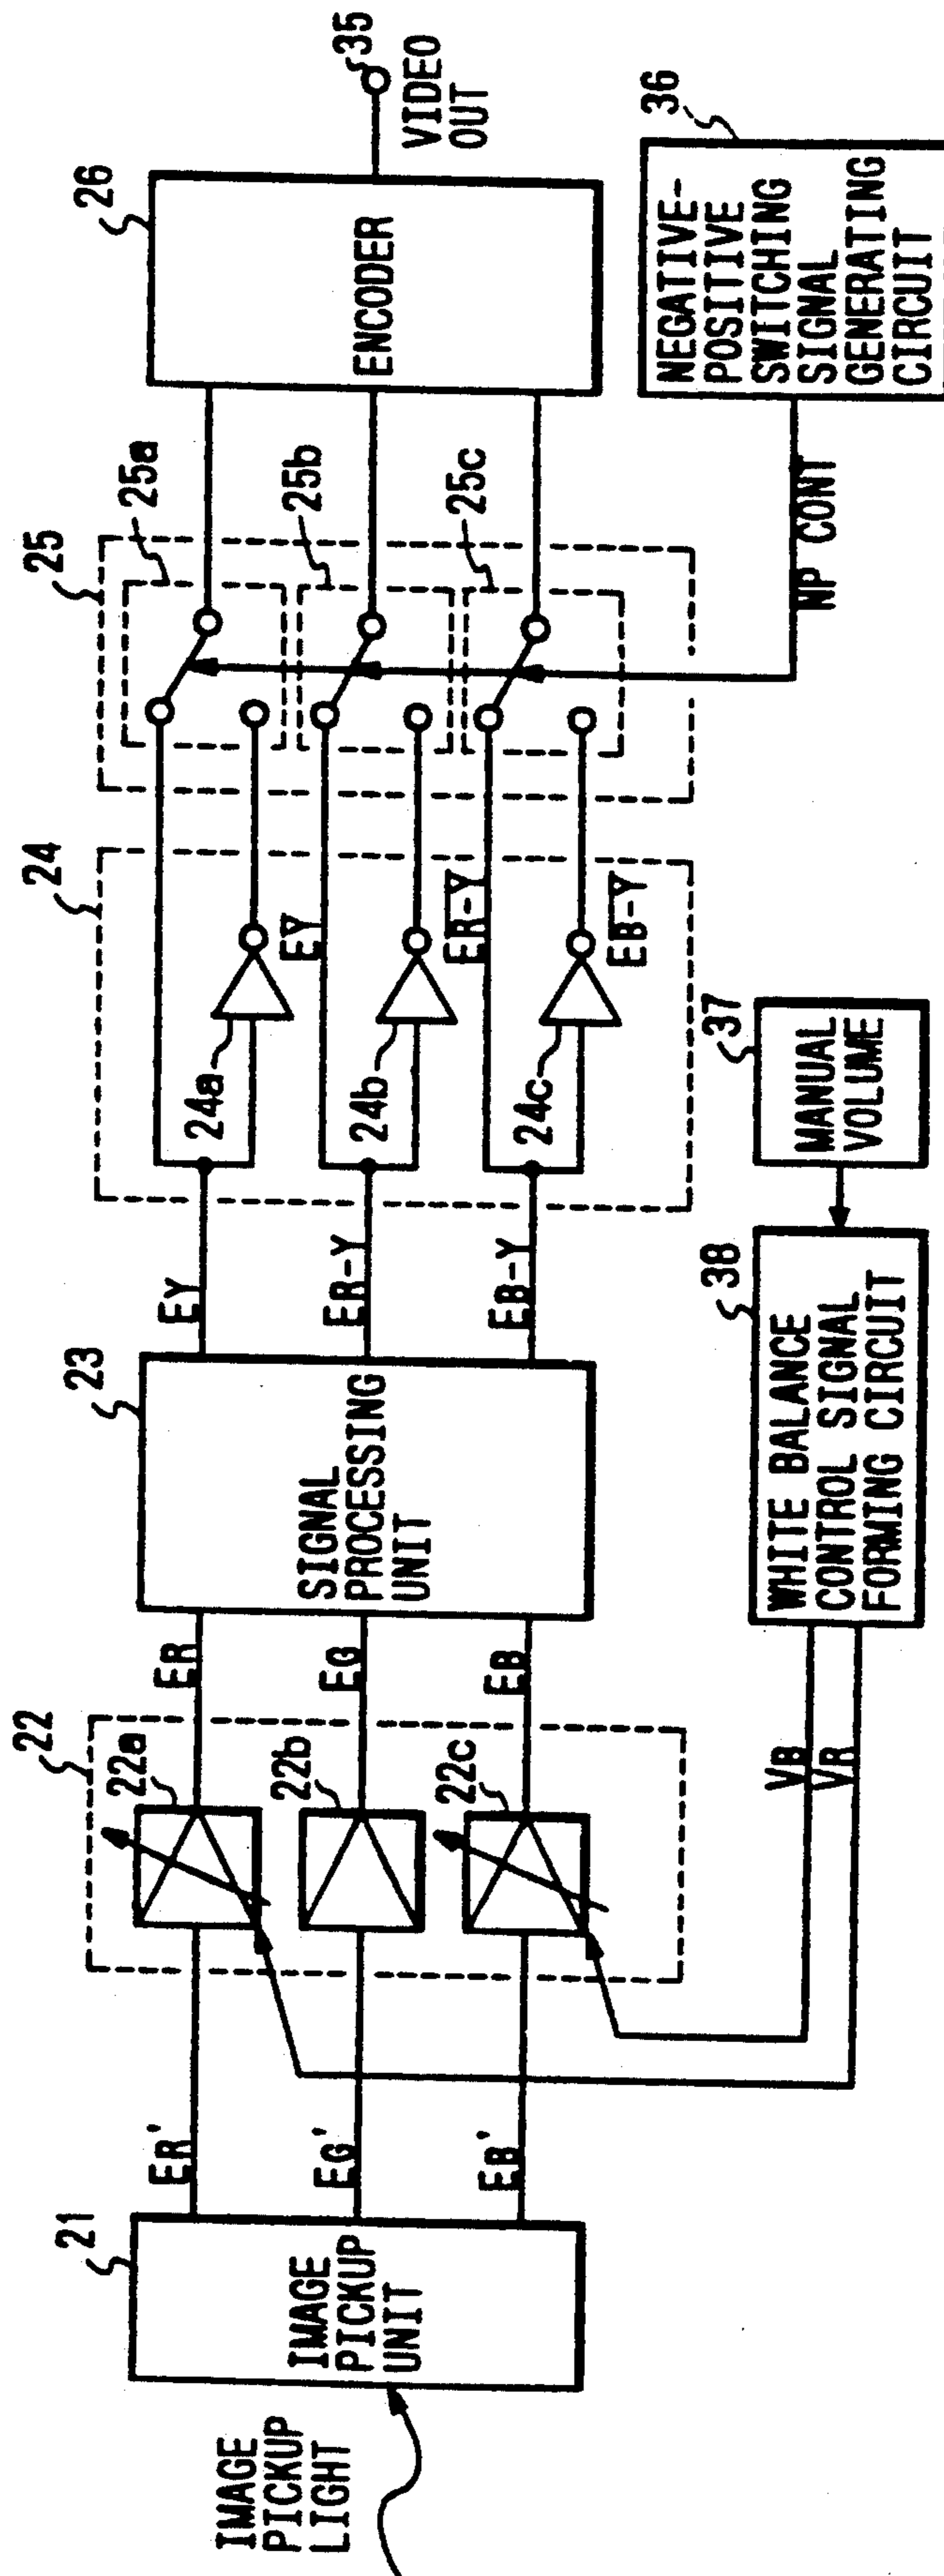 IMAGE
PICKUP
LIGHT
21
IMAGE
PICKUP
UNIT
ER'
EG'
EB'
22
22a
22b
22c
ER
EG
EB
23
SIGNAL
PROCESSING
UNIT
EY
ER-Y
EB-Y
24
24a
24b
24c
E̅Y̅
E̅R̅-̅Y̅
E̅B̅-̅Y̅
25
25a
25b
25c
26
ENCODER
35
VIDEO
OUT
VB
VR
38
WHITE BALANCE
CONTROL SIGNAL
FORMING CIRCUIT
37
MANUAL
VOLUME
NP CONT
36
NEGATIVE-
POSITIVE
SWITCHING
SIGNAL
GENERATING
CIRCUIT